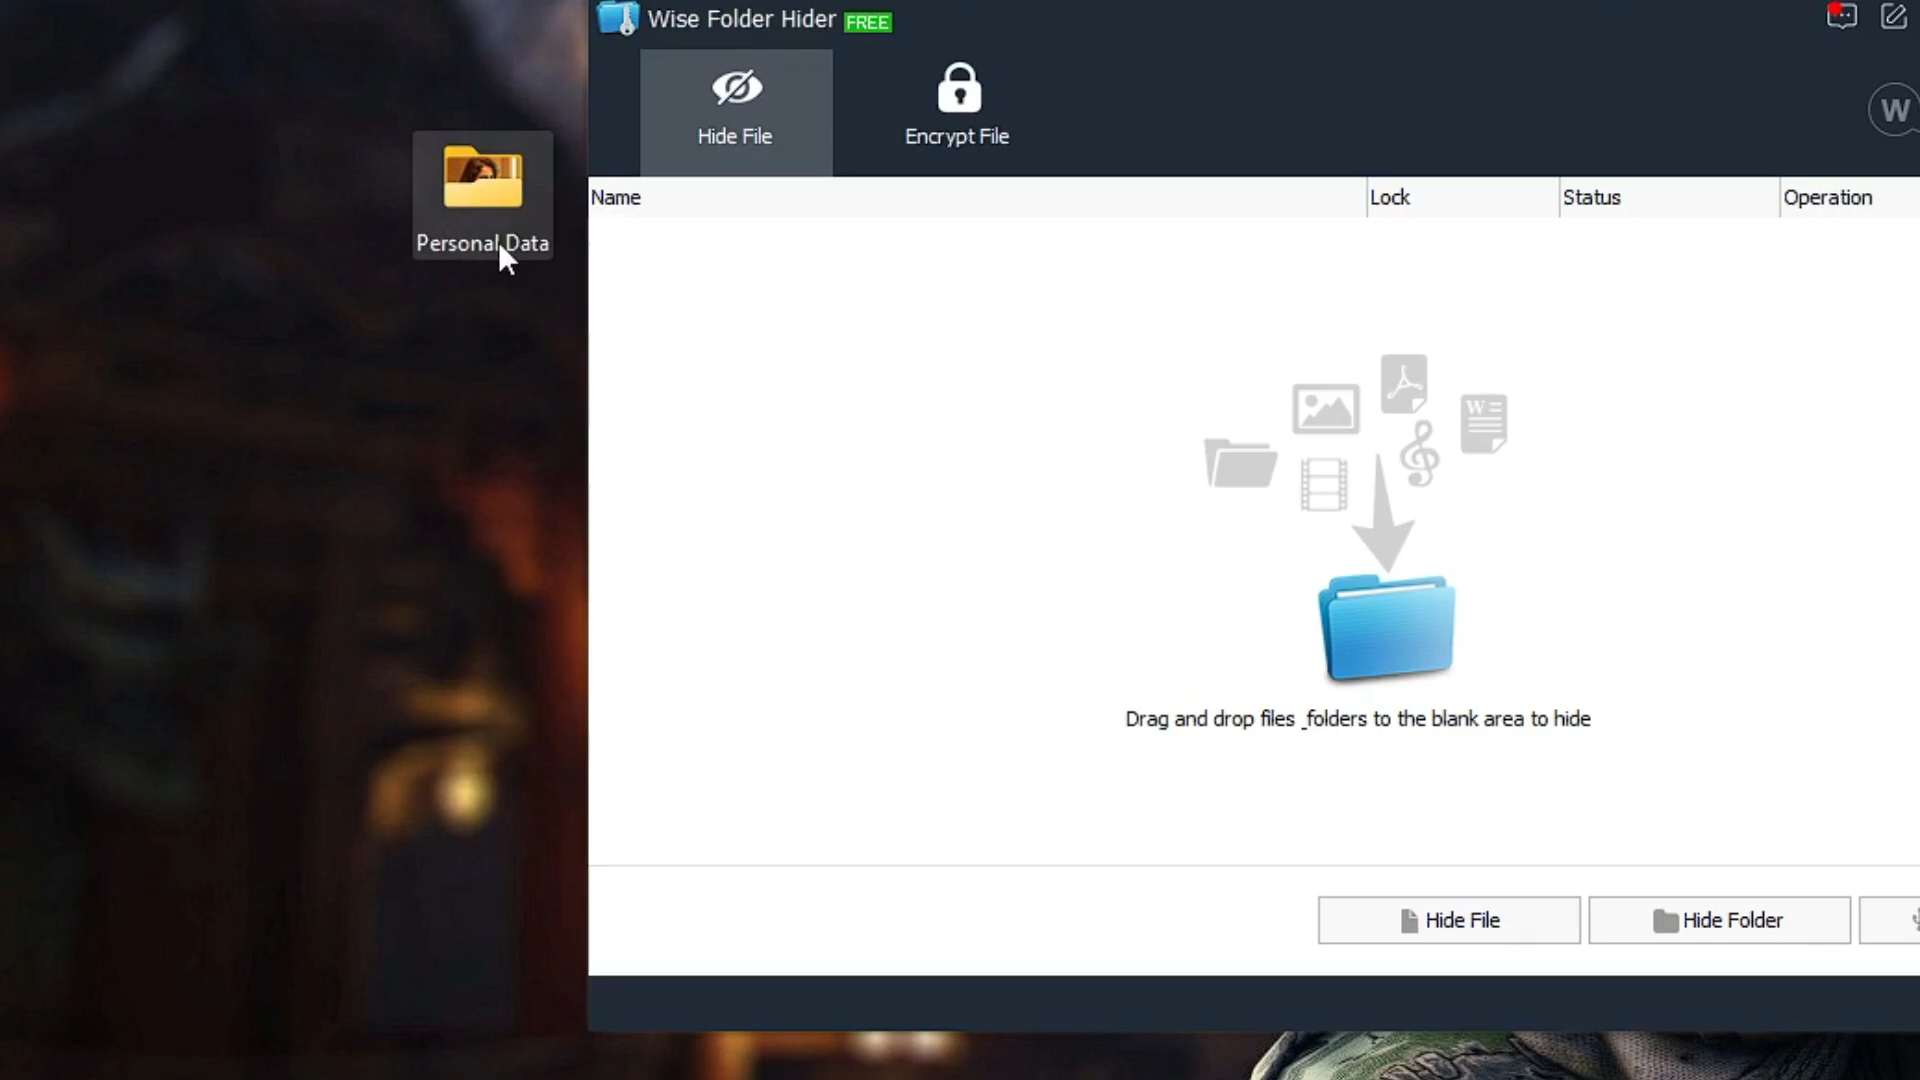 Wise Folder Hider FREE
Hide File
Encrypt File
W
Personal Data
Name
Lock
Status
Operation
W
Drag and drop files _folders to the blank area to hide
Hide File
Hide Folder